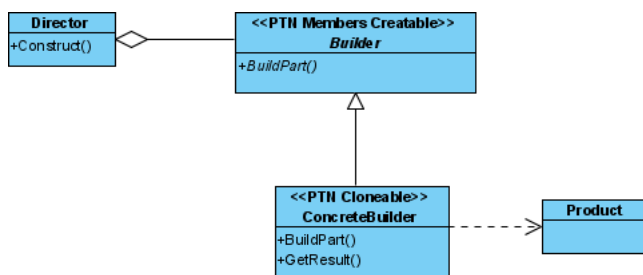 Director
+Construct()
<<PTN Members Creatable>>
Builder
+BuildPart()
<<PTN Cloneable>>
ConcreteBuilder
+BuildPart()
+GetResult()
Product